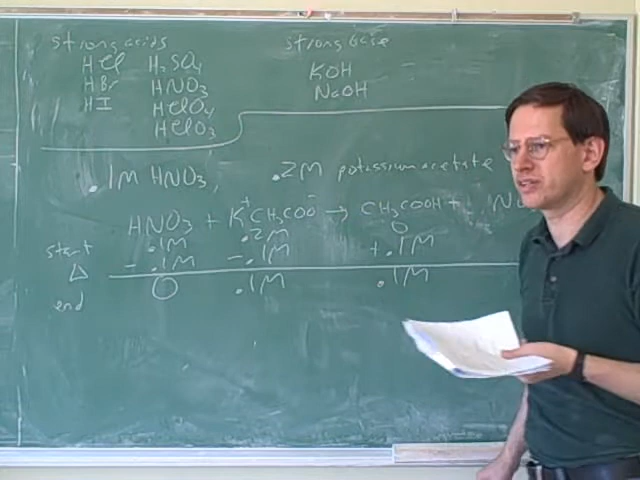 strong acids
HCl H2SO4
HBr HNO3
HI HClO4
HClO3
strong base
KOH
NaOH
.1M HNO3, .2M potassium acetate
HNO3 + K+CH3COO- → CH3COOH +
start .1M .2M 0
Δ - .1M - .1M + .1M
end 0 .1M .1M